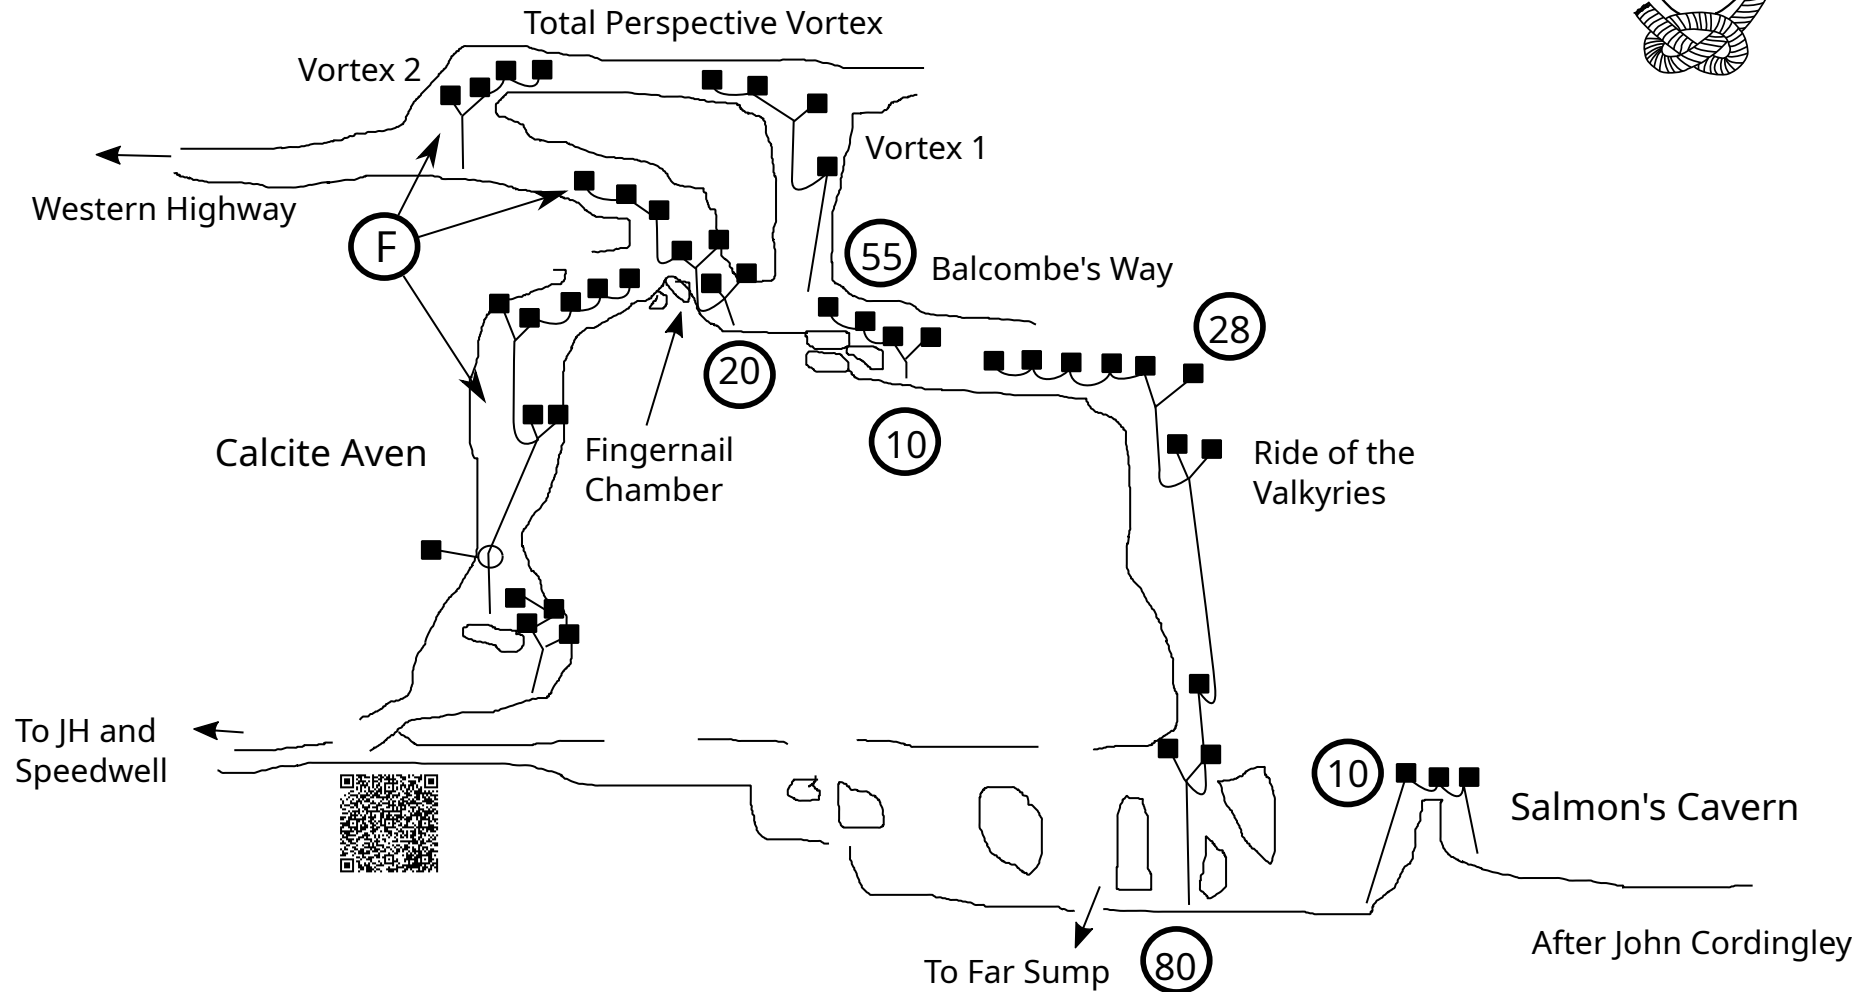 Total Perspective Vortex
Vortex 2
Vortex 1
Western Highway
F
55
Balcombe's Way
28
20
10
Calcite Aven
Fingernail
Chamber
Ride of the
Valkyries
To JH and
Speedwell
10
Salmon's Cavern
After John Cordingley
To Far Sump
80